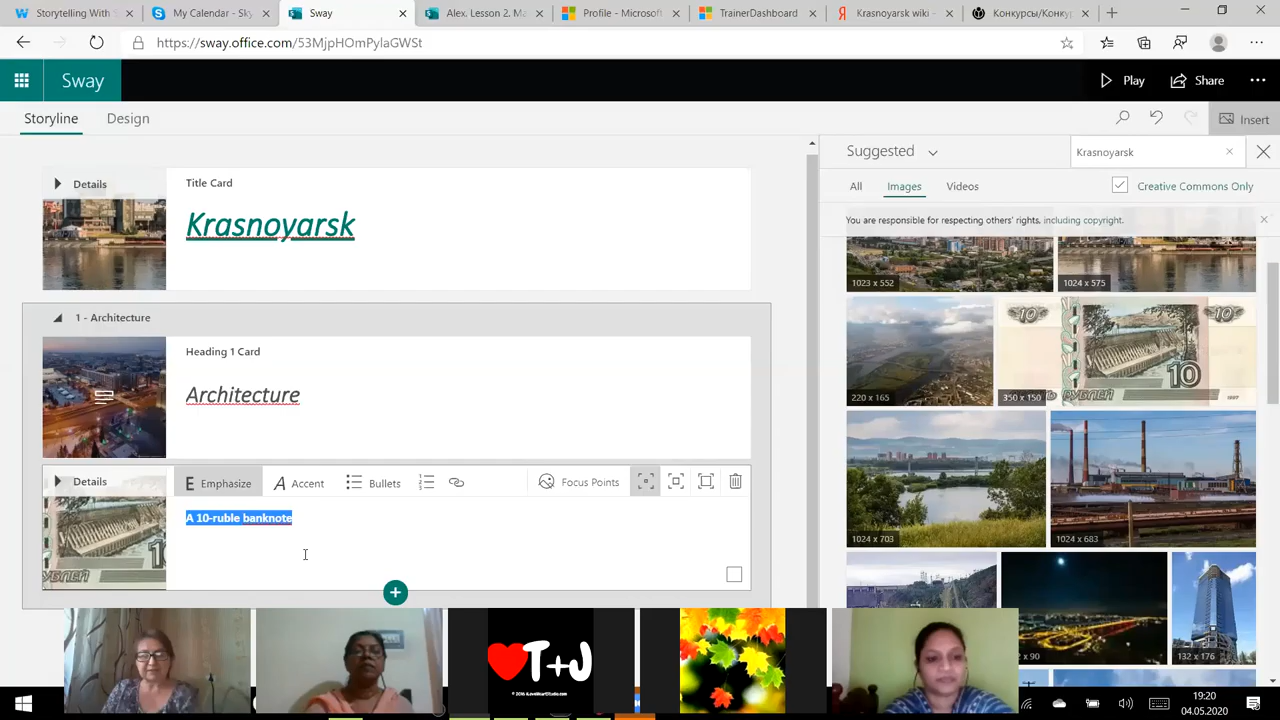 Storytelling With S
My Calendar - Sk
Sway
Alex. Lesson 2. M
Profile - Microsoft
TrainerDashboard
Krasnoyarsk wiki -
Конкурсы/Конкур
https://sway.office.com/53MjpHOmPylaGWSt
Sway
Play
Share
Storyline
Design
Insert
Suggested
Krasnoyarsk
All
Images
Videos
Creative Commons Only
You are responsible for respecting others' rights, including copyright.
Details
Title Card
Krasnoyarsk
1 - Architecture
Heading 1 Card
Architecture
Details
E Emphasize
A Accent
Bullets
Focus Points
A 10-ruble banknote
1023 x 552
1024 x 575
10
10
10
220 x 165
350 x 150
1024 x 703
1024 x 683
132 x 176
T+J
19:20
04.05.2020